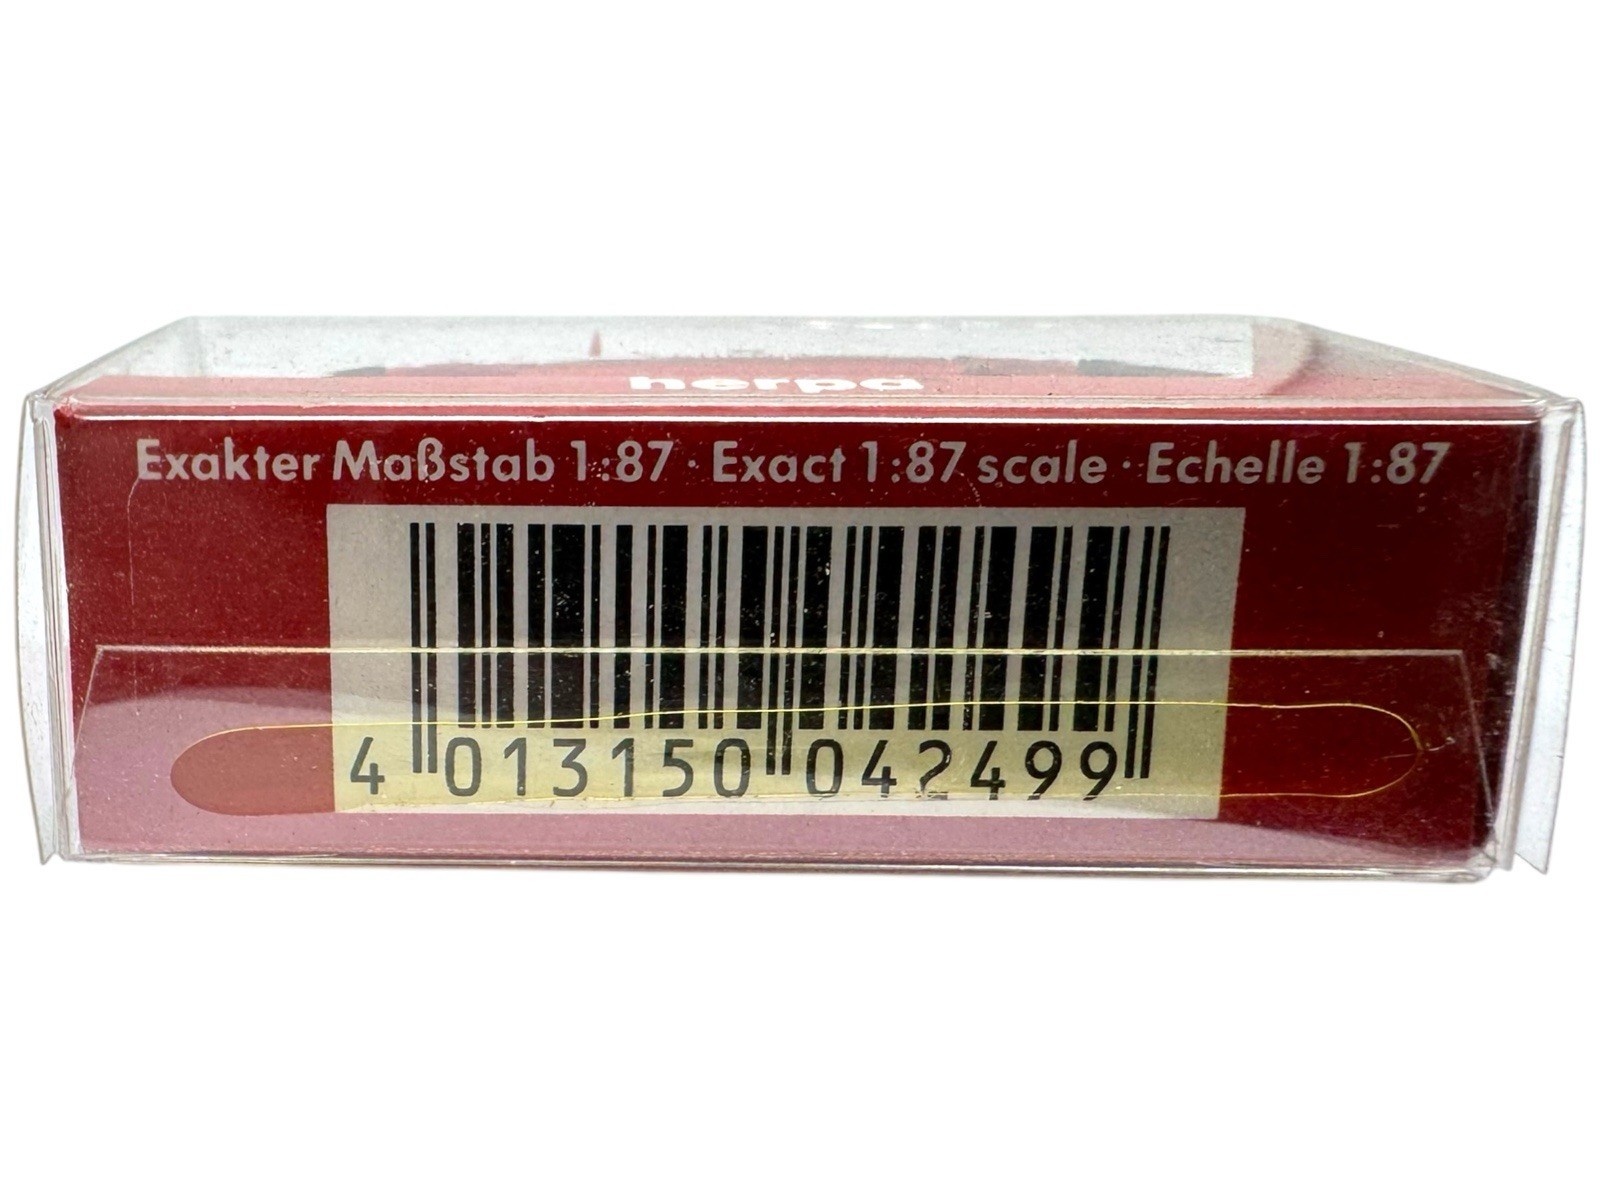 herpa
Exakter Maßstab 1:87 · Exact 1:87 scale · Echelle 1:87
4 013150 042499